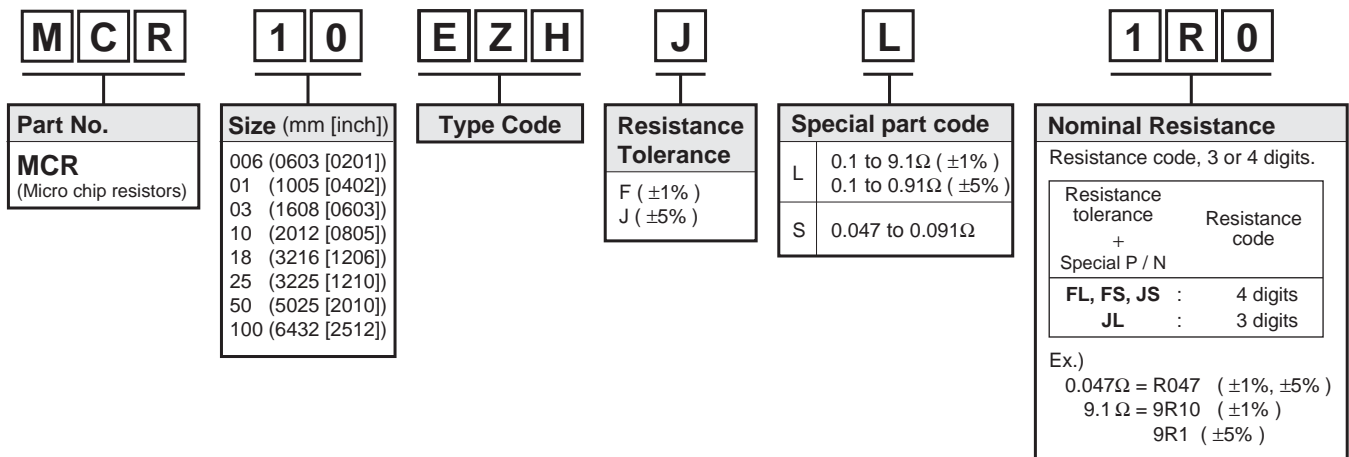 M C R 1 0 E Z H J L 1 R 0
Part No.
MCR
(Micro chip resistors)
Size (mm [inch])
006 (0603 [0201])
01 (1005 [0402])
03 (1608 [0603])
10 (2012 [0805])
18 (3216 [1206])
25 (3225 [1210])
50 (5025 [2010])
100 (6432 [2512])
Type Code
Resistance
Tolerance
F ( ±1% )
J ( ±5% )
Special part code
L 0.1 to 9.1Ω ( ±1% )
0.1 to 0.91Ω ( ±5% )
S 0.047 to 0.091Ω
Nominal Resistance
Resistance code, 3 or 4 digits.
Resistance
tolerance
+
Special P / N
Resistance
code
FL, FS, JS : 4 digits
JL : 3 digits
Ex.)
0.047Ω = R047 ( ±1%, ±5% )
9.1 Ω = 9R10 ( ±1% )
9R1 ( ±5% )